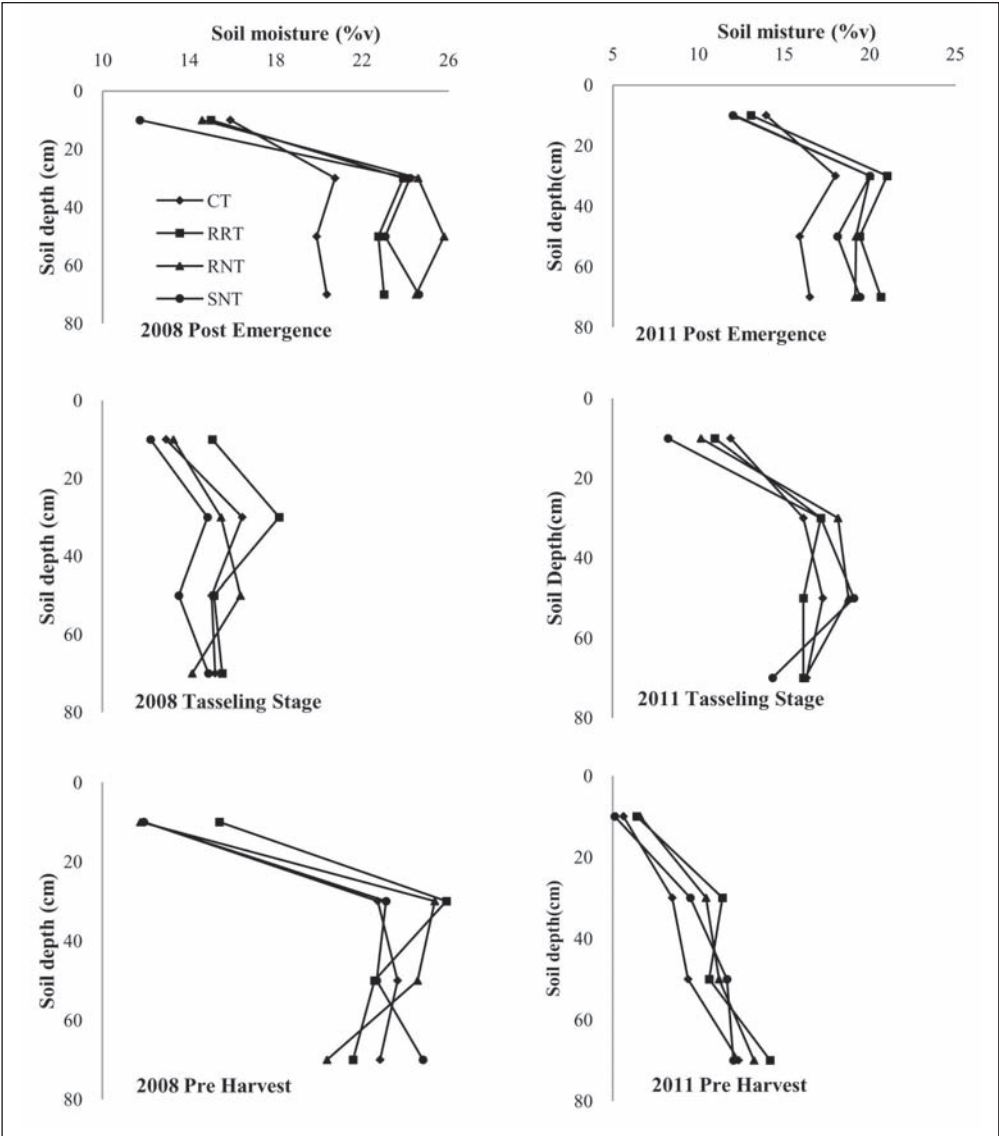 Soil moisture (%v)
10 14 18 22 26
0
20
40
60
80
Soil depth (cm)
CT
RRT
RNT
SNT
2008 Post Emergence
Soil misture (%v)
5 10 15 20 25
0
20
40
60
80
Soil depth(cm)
2011 Post Emergence
0
20
40
60
80
Soil depth (cm)
2008 Tasseling Stage
0
20
40
60
80
Soil Depth(cm)
2011 Tasseling Stage
0
20
40
60
80
Soil depth (cm)
2008 Pre Harvest
0
20
40
60
80
Soil depth(cm)
2011 Pre Harvest